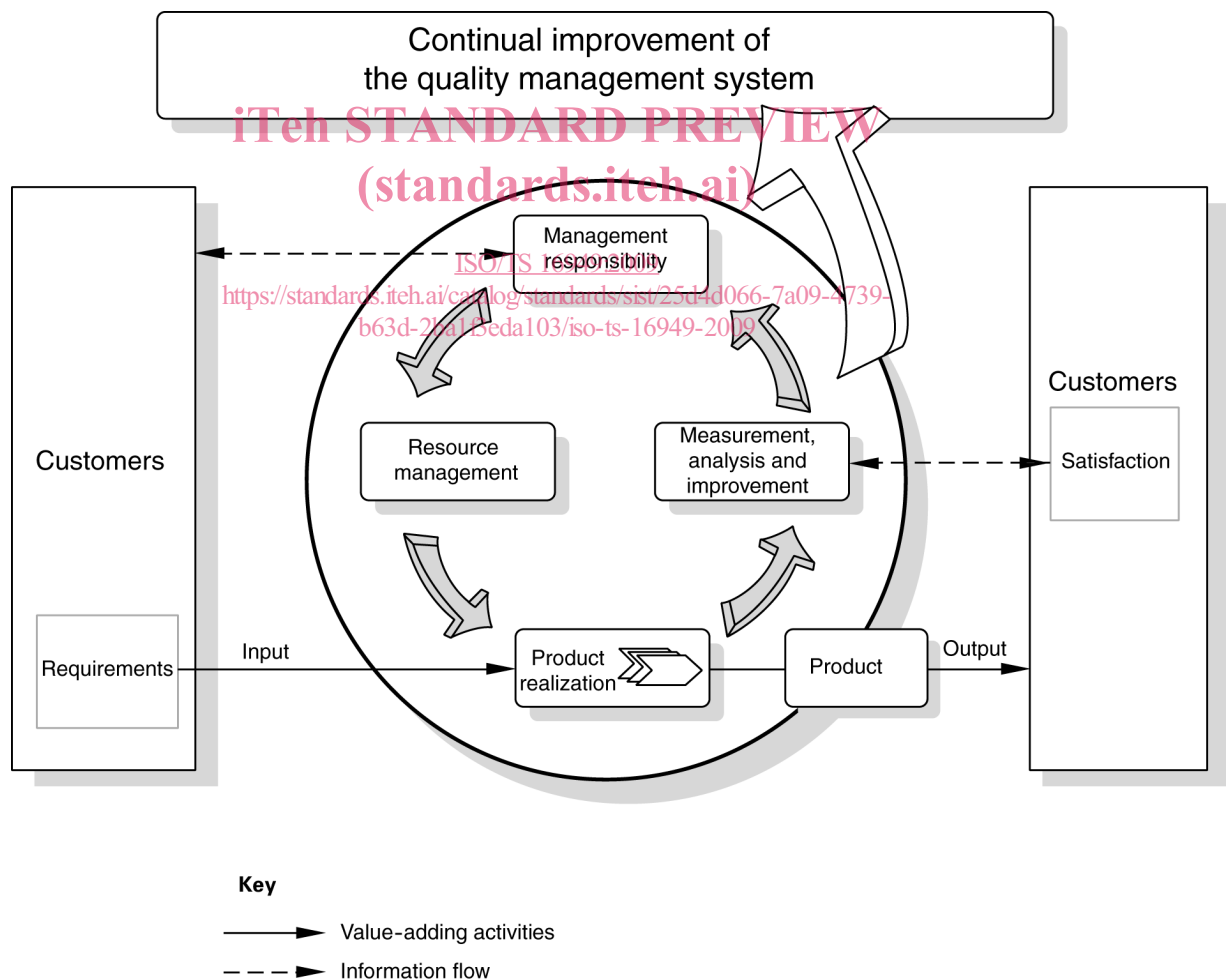 Continual improvement of
the quality management system
iTeh STANDARD PREVIEW
(standards.iteh.ai)
Management
responsibility
ISO/TS 16949:2009
https://standards.iteh.ai/catalog/standards/sist/25d4d066-7a09-4739-
b63d-2ba1f3eda103/iso-ts-16949-2009
Customers
Resource
management
Measurement,
analysis and
improvement
Customers
Satisfaction
Requirements
Input
Product
realization
Product
Output
Key
Value-adding activities
Information flow